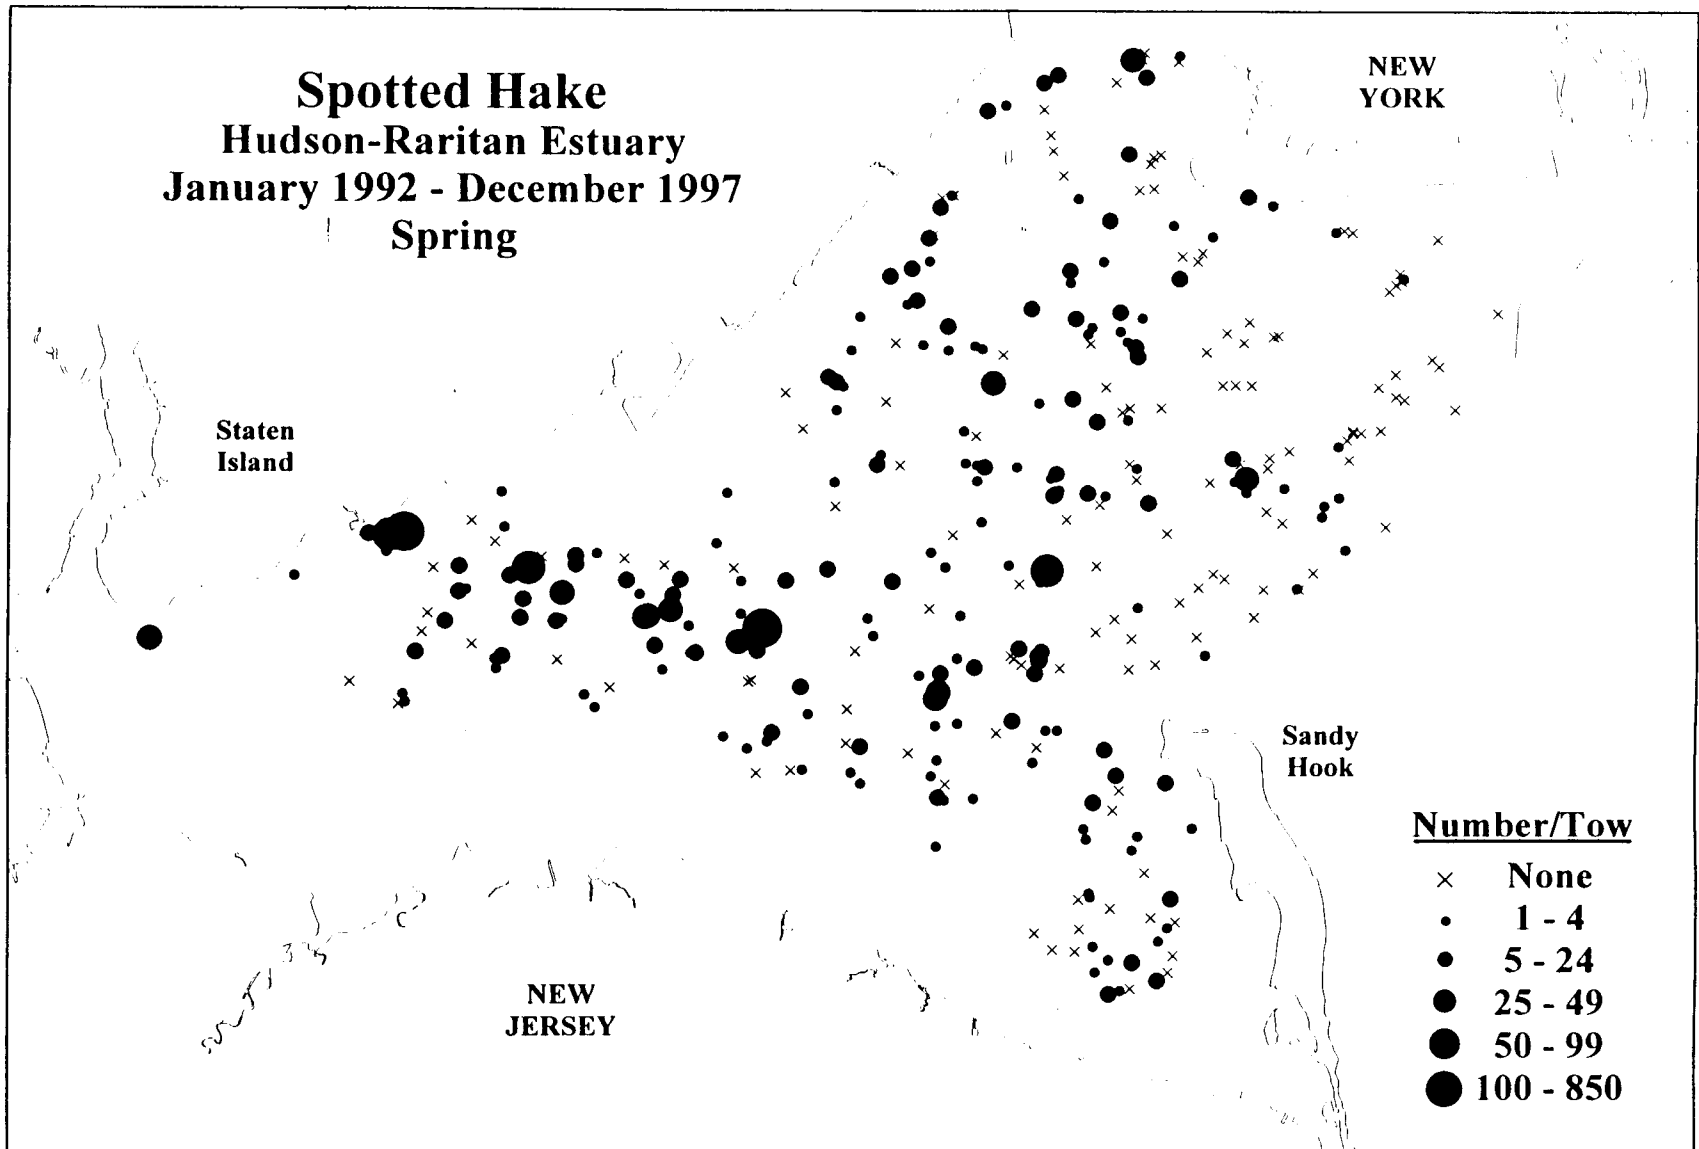 Spotted Hake
Hudson-Raritan Estuary
January 1992 - December 1997
Spring
NEW
YORK
Staten
Island
Sandy
Hook
NEW
JERSEY
Number/Tow
None
1 - 4
5 - 24
25 - 49
50 - 99
100 - 850